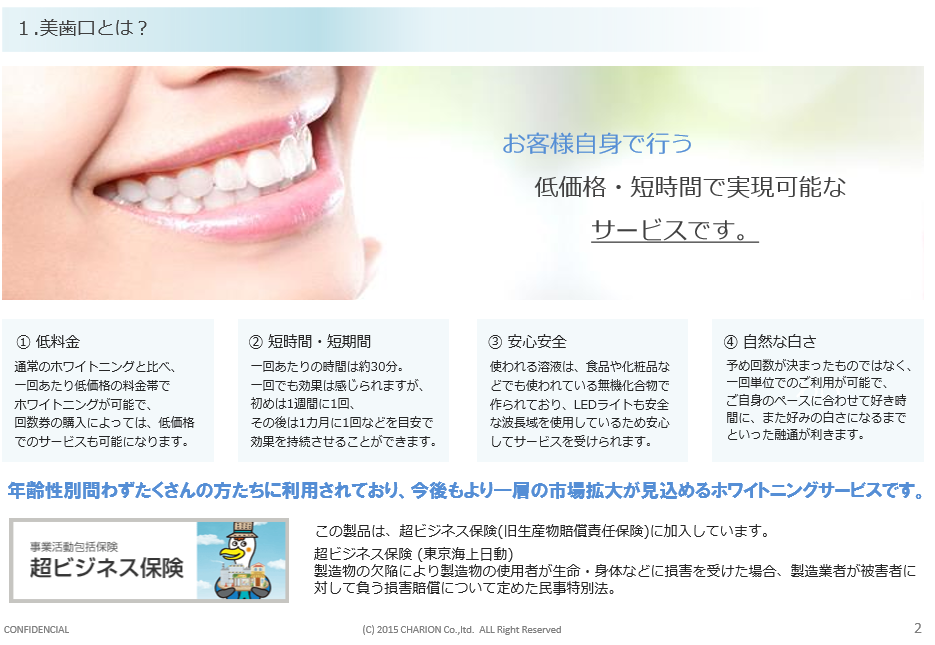 １.美歯口とは？
お客様自身で行う
低価格・短時間で実現可能な
サービスです。
① 低料金
通常のホワイトニングと比べ、
一回あたり低価格の料金帯で
ホワイトニングが可能で、
回数券の購入によっては、低価格
でのサービスも可能になります。
② 短時間・短期間
一回あたりの時間は約30分。
一回でも効果は感じられますが、
初めは1週間に1回、
その後は1カ月に1回などを目安で
効果を持続させることができます。
③ 安心安全
使われる溶液は、食品や化粧品な
どでも使われている無機化合物で
作られており、LEDライトも安全
な波長域を使用しているため安心
してサービスを受けられます。
④ 自然な白さ
予め回数が決まったものではなく、
一回単位でのご利用が可能で、
ご自身のペースに合わせて好き時
間に、また好みの白さになるまで
といった融通が利きます。
年齢性別問わずたくさんの方たちに利用されており、今後もより一層の市場拡大が見込めるホワイトニングサービスです。
事業活動包括保険
超ビジネス保険
この製品は、超ビジネス保険(旧生産物賠償責任保険)に加入しています。
超ビジネス保険 (東京海上日動)
製造物の欠陥により製造物の使用者が生命・身体などに損害を受けた場合、製造業者が被害者に
対して負う損害賠償について定めた民事特別法。
CONFIDENCIAL
(C) 2015 CHARION Co.,ltd. ALL Right Reserved
2